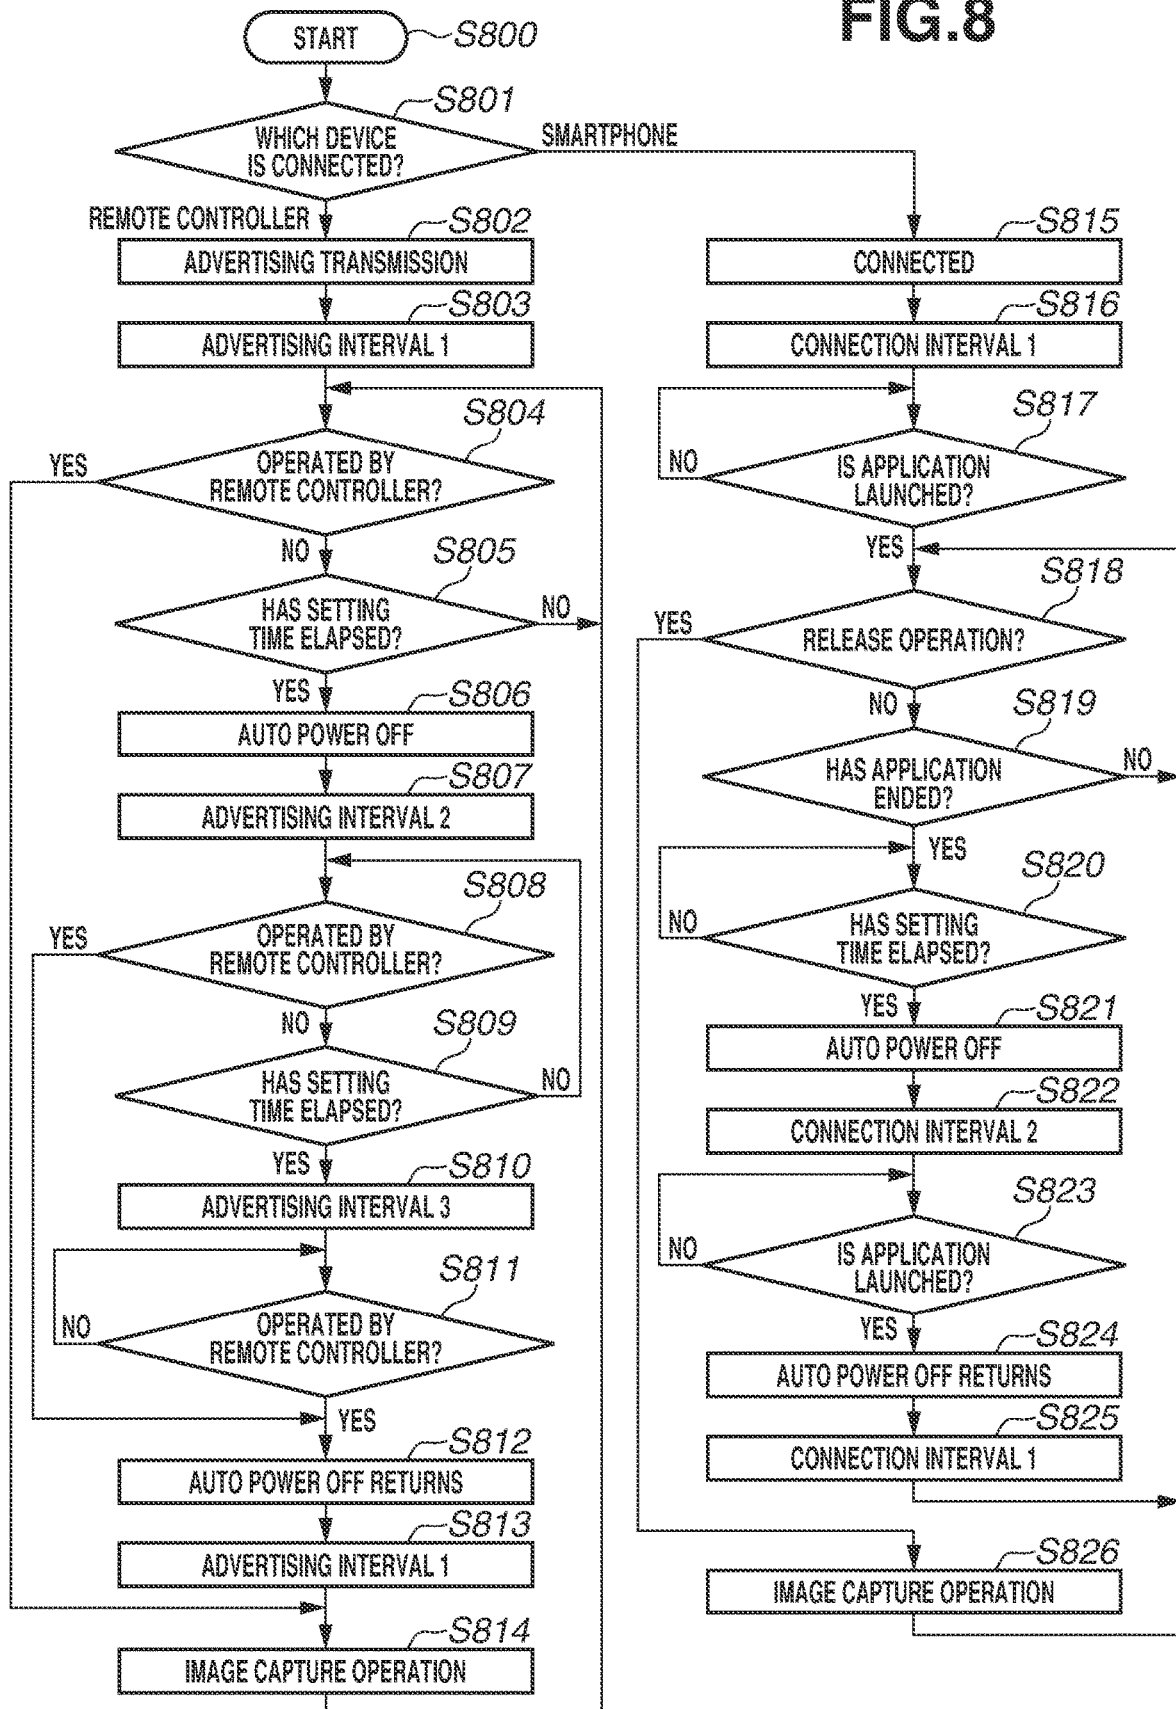 FIG.8
START
S800
S801
WHICH DEVICE
IS CONNECTED?
SMARTPHONE
REMOTE CONTROLLER
S802
ADVERTISING TRANSMISSION
S803
ADVERTISING INTERVAL 1
S804
YES
OPERATED BY
REMOTE CONTROLLER?
NO
S805
HAS SETTING
TIME ELAPSED?
NO
YES
S806
AUTO POWER OFF
S807
ADVERTISING INTERVAL 2
S808
YES
OPERATED BY
REMOTE CONTROLLER?
NO
S809
HAS SETTING
TIME ELAPSED?
NO
YES
S810
ADVERTISING INTERVAL 3
S811
NO
OPERATED BY
REMOTE CONTROLLER?
YES
S812
AUTO POWER OFF RETURNS
S813
ADVERTISING INTERVAL 1
S814
IMAGE CAPTURE OPERATION
S815
CONNECTED
S816
CONNECTION INTERVAL 1
S817
NO
IS APPLICATION
LAUNCHED?
YES
S818
YES
RELEASE OPERATION?
NO
S819
HAS APPLICATION
ENDED?
NO
YES
S820
NO
HAS SETTING
TIME ELAPSED?
YES
S821
AUTO POWER OFF
S822
CONNECTION INTERVAL 2
S823
NO
IS APPLICATION
LAUNCHED?
YES
S824
AUTO POWER OFF RETURNS
S825
CONNECTION INTERVAL 1
S826
IMAGE CAPTURE OPERATION